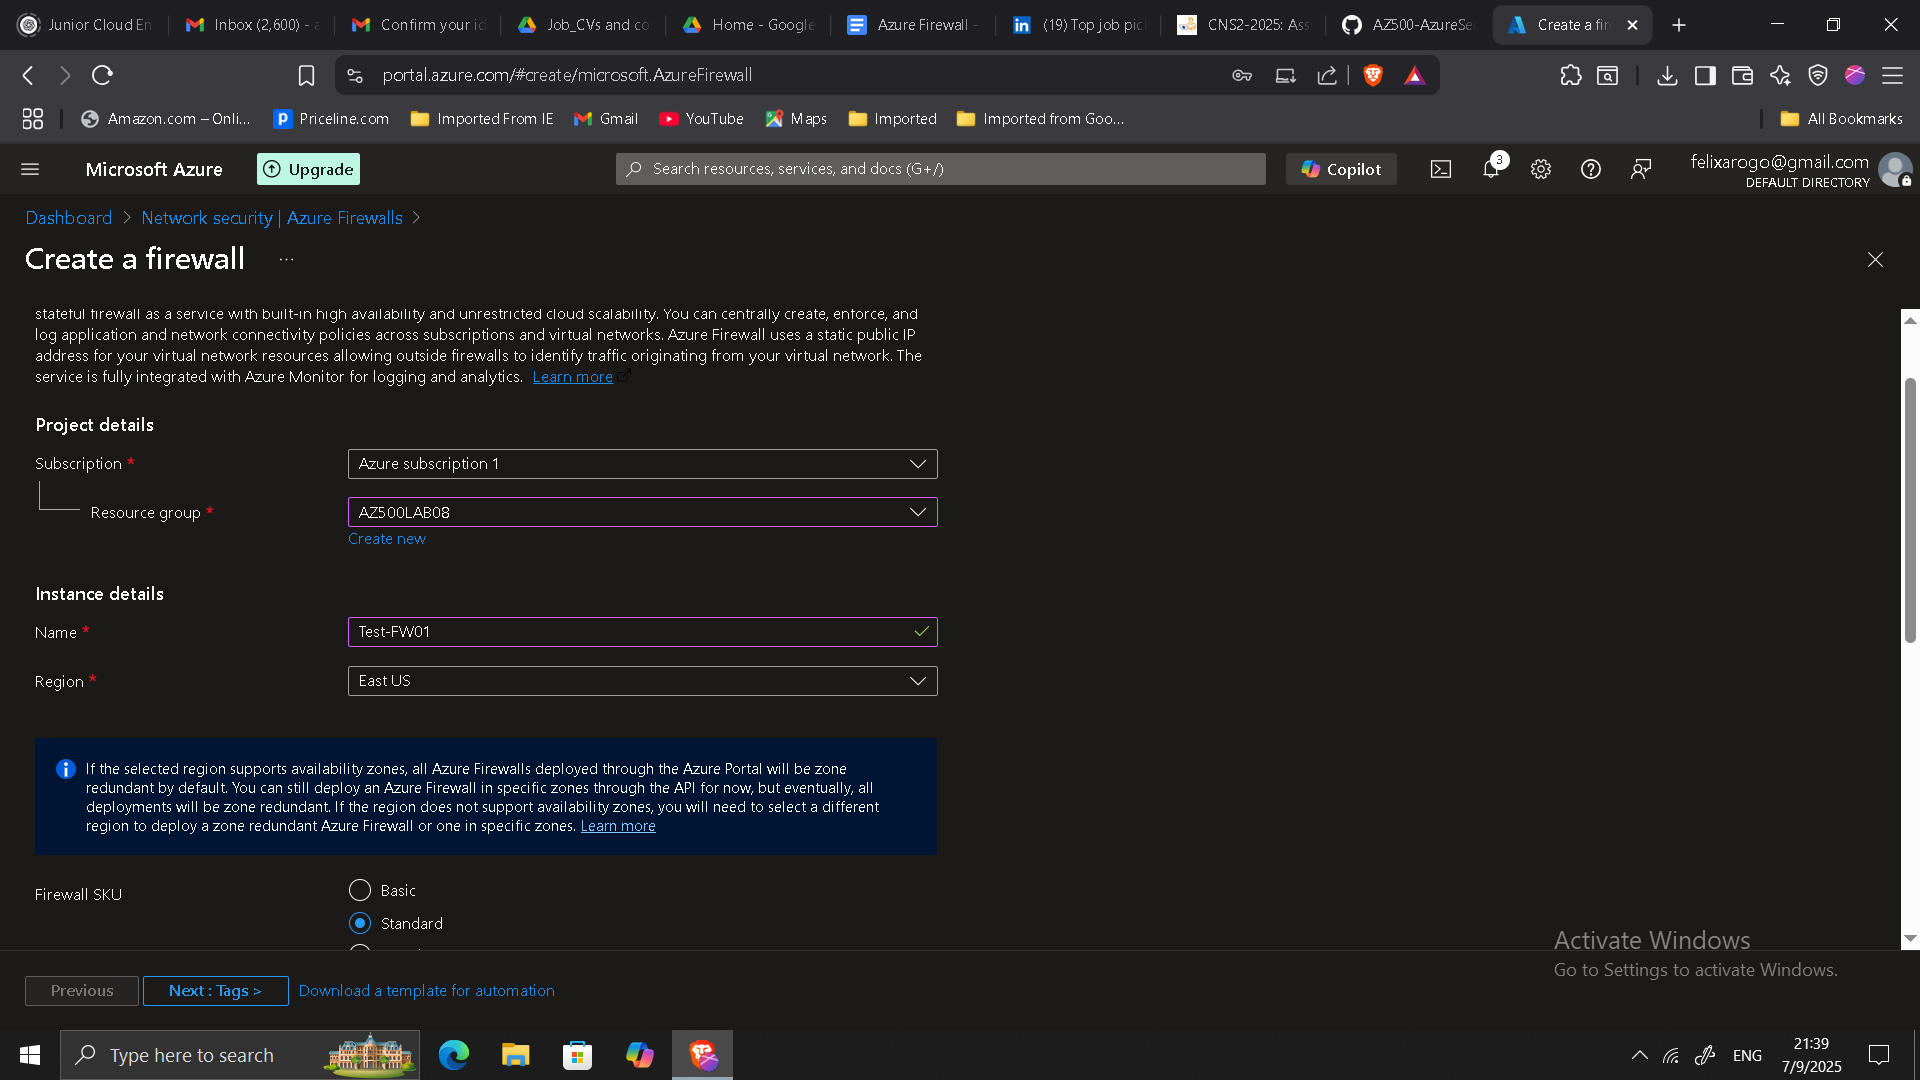 Junior Cloud En
Inbox (2,600) - a
Confirm your id
Job_CVs and co
Home - Google
Azure Firewall -
(19) Top job pic
CNS2-2025: Ass
AZ500-AzureSe
Create a fir
portal.azure.com/#create/microsoft.AzureFirewall
Amazon.com – Onli...
Priceline.com
Imported From IE
Gmail
YouTube
Maps
Imported
Imported from Goo...
All Bookmarks
Microsoft Azure
Upgrade
Search resources, services, and docs (G+/)
Copilot
3
felixarogo@gmail.com
DEFAULT DIRECTORY
Dashboard > Network security | Azure Firewalls >
Create a firewall ...
stateful firewall as a service with built-in high availability and unrestricted cloud scalability. You can centrally create, enforce, and
log application and network connectivity policies across subscriptions and virtual networks. Azure Firewall uses a static public IP
address for your virtual network resources allowing outside firewalls to identify traffic originating from your virtual network. The
service is fully integrated with Azure Monitor for logging and analytics. Learn more
Project details
Subscription *
Azure subscription 1
Resource group *
AZ500LAB08
Create new
Instance details
Name *
Test-FW01
Region *
East US
If the selected region supports availability zones, all Azure Firewalls deployed through the Azure Portal will be zone
redundant by default. You can still deploy an Azure Firewall in specific zones through the API for now, but eventually, all
deployments will be zone redundant. If the region does not support availability zones, you will need to select a different
region to deploy a zone redundant Azure Firewall or one in specific zones. Learn more
Firewall SKU
Basic
Standard
Activate Windows
Go to Settings to activate Windows.
Previous
Next : Tags >
Download a template for automation
Type here to search
ENG
21:39
7/9/2025